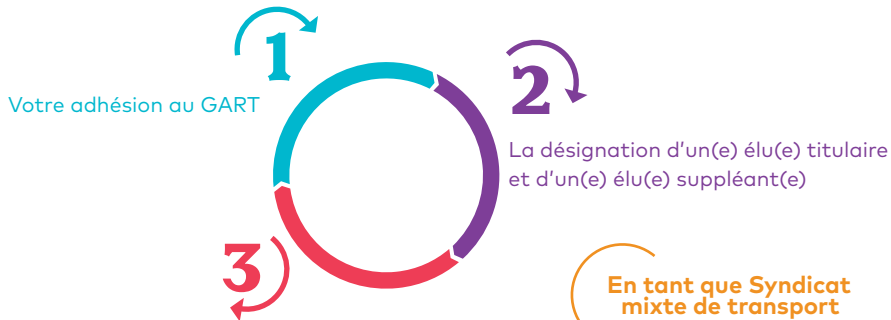 1
Votre adhésion au GART
2
La désignation d'un(e) élu(e) titulaire
et d'un(e) élu(e) suppléant(e)
3
En tant que Syndicat
mixte de transport